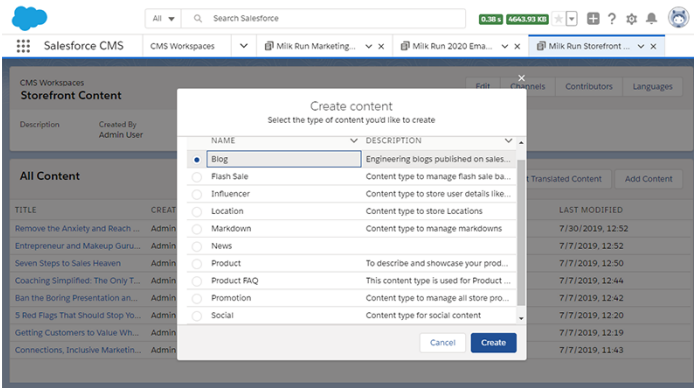 All
Search Salesforce
0.38 s
4643.93 KB
Salesforce CMS
CMS Workspaces
Milk Run Marketing...
Milk Run 2020 Ema...
Milk Run Storefront ...
CMS Workspaces
Storefront Content
Edit
Channels
Contributors
Languages
Description
Created By
Admin User
Create content
Select the type of content you'd like to create
NAME DESCRIPTION
Blog Engineering blogs published on sales...
Flash Sale Content type to manage flash sale ba...
Influencer Content type to store user details like...
Location Content type to store Locations
Markdown Content type to manage markdowns
News
Product To describe and showcase your prod...
Product FAQ This content type is used for Product ...
Promotion Content type to manage all store pro...
Social Content type for social content
Cancel
Create
All Content
t Translated Content
Add Content
TITLE CREAT LAST MODIFIED
Remove the Anxiety and Reach ... Admin 7/30/2019, 12:52
Entrepreneur and Makeup Guru... Admin 7/7/2019, 12:52
Seven Steps to Sales Heaven Admin 7/7/2019, 12:50
Coaching Simplified: The Only T... Admin 7/7/2019, 12:44
Ban the Boring Presentation an... Admin 7/7/2019, 12:42
5 Red Flags That Should Stop Yo... Admin 7/7/2019, 12:20
Getting Customers to Value Wh... Admin 7/7/2019, 12:19
Connections, Inclusive Marketin... Admin 7/7/2019, 11:43